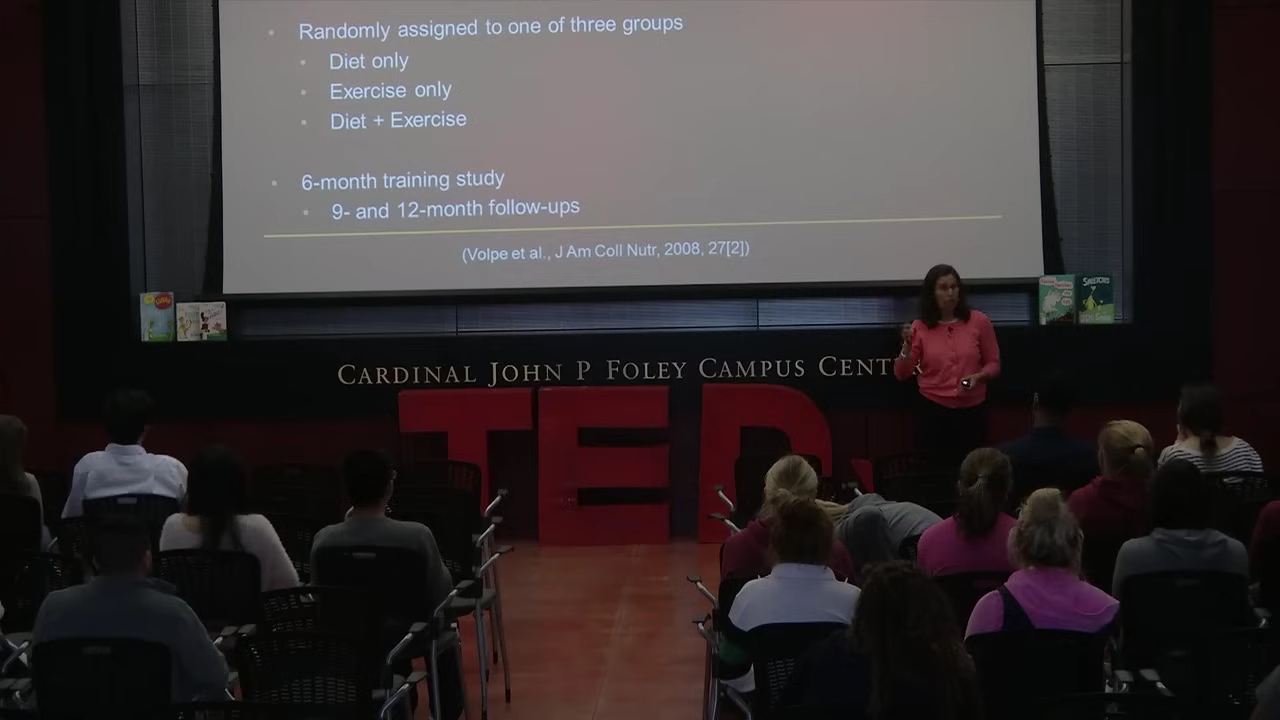 • Randomly assigned to one of three groups
• Diet only
• Exercise only
• Diet + Exercise
• 6-month training study
• 9- and 12-month follow-ups
(Volpe et al., J Am Coll Nutr, 2008, 27[2])
SNEETCHES
CARDINAL JOHN P FOLEY CAMPUS CENTER
TED